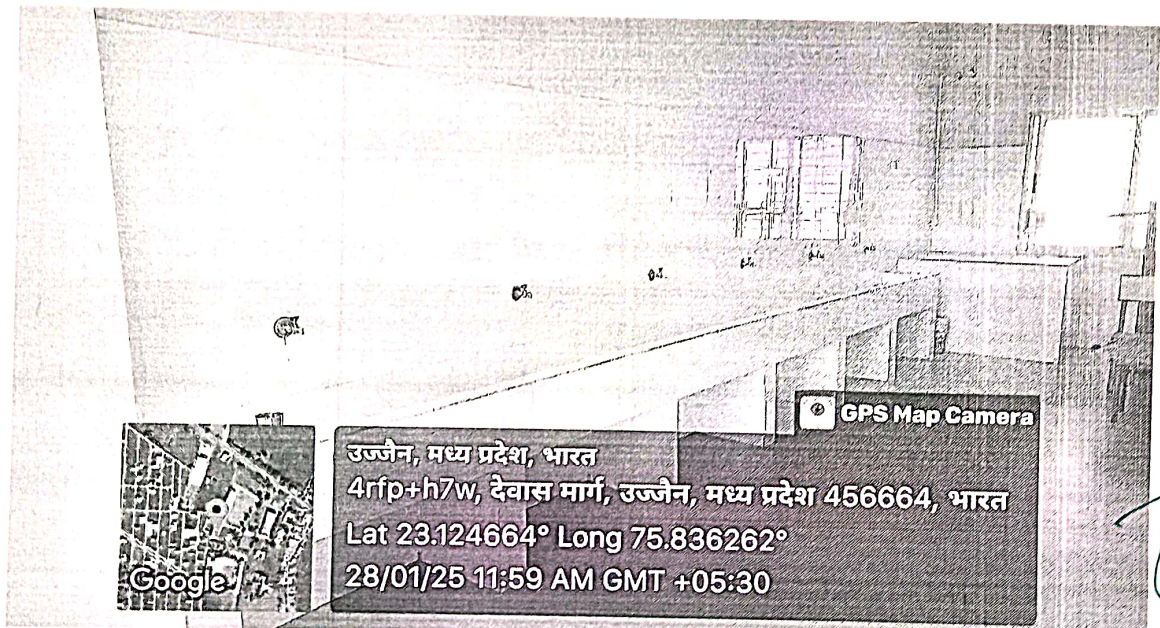 GPS Map Camera
उज्जैन, मध्य प्रदेश, भारत
4rfp+h7w, देवास मार्ग, उज्जैन, मध्य प्रदेश 456664, भारत
Lat 23.124664° Long 75.836262°
28/01/25 11:59 AM GMT +05:30
Google